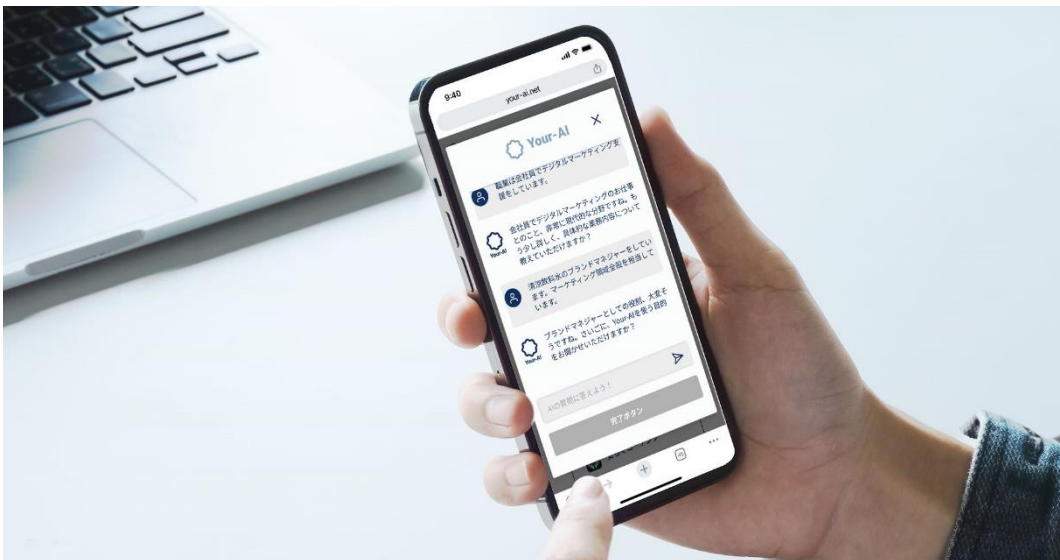 9:40
your-ai.net
Your-AI
職業は会社員でデジタルマーケティング支
援をしています。
会社員でデジタルマーケティングのお仕事
とのこと、非常に現代的な分野ですね。も
う少し詳しく、具体的な業務内容について
教えていただけますか？
Your-AI
清涼飲料水のブランドマネジャーをしてい
ます。マーケティング領域全般を担当して
います。
ブランドマネジャーとしての役割、大変そ
うですね。さいごに、Your-AIを使う目的
をお聞かせいただけますか？
Your-AI
AIの質問に答えよう！
完了ボタン